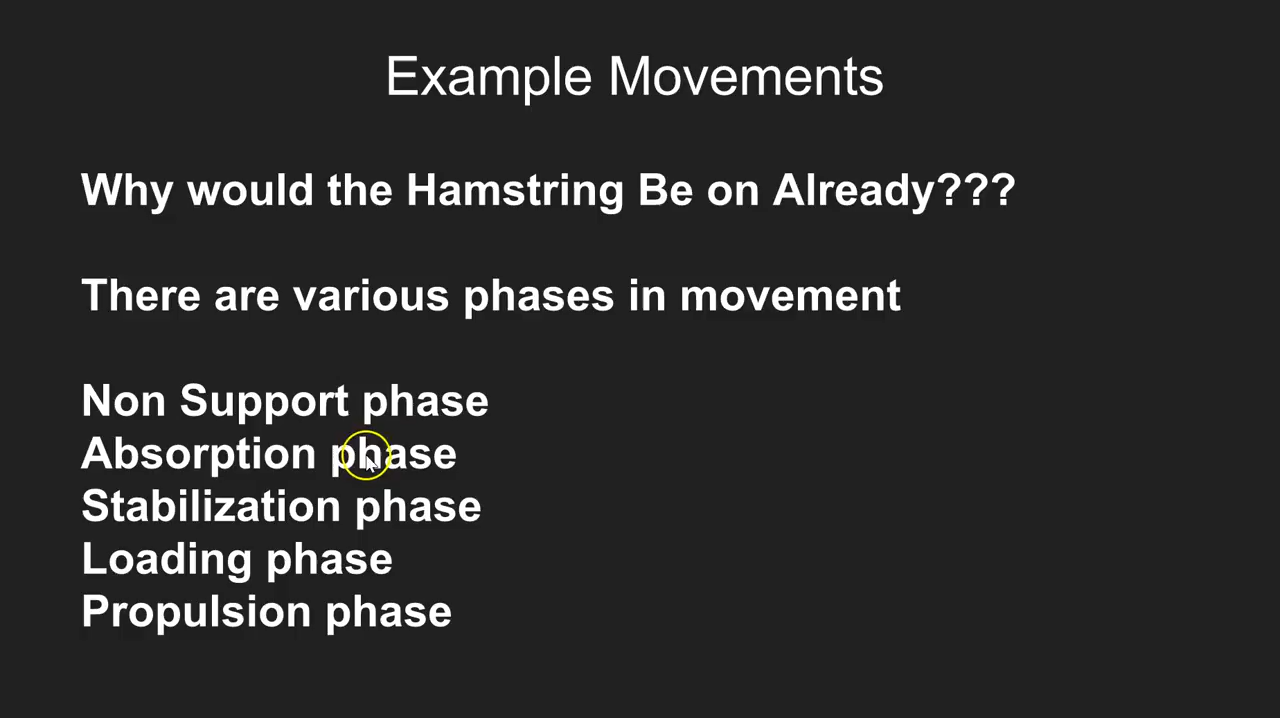 Example Movements
Why would the Hamstring Be on Already???
There are various phases in movement
Non Support phase
Absorption phase
Stabilization phase
Loading phase
Propulsion phase